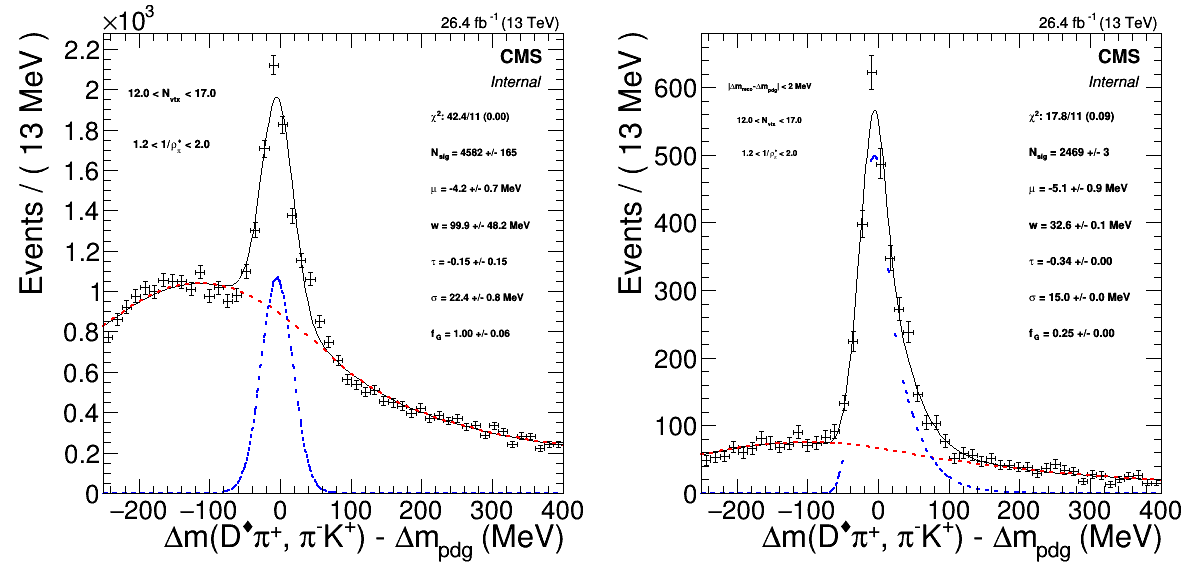 ×10³
26.4 fb⁻¹ (13 TeV)
CMS
Internal
12.0 < N_vtx < 17.0
1.2 < 1/ρ_π^♦ < 2.0
χ²: 42.4/11 (0.00)
N_sig = 4582 +/- 165
μ = -4.2 +/- 0.7 MeV
w = 99.9 +/- 48.2 MeV
τ = -0.15 +/- 0.15
σ = 22.4 +/- 0.8 MeV
f_G = 1.00 +/- 0.06
Events / ( 13 MeV )
2.2
2
1.8
1.6
1.4
1.2
1
0.8
0.6
0.4
0.2
0
−200 −100 0 100 200 300 400
Δm(D^♦π⁺, π⁻K⁺) - Δm_pdg (MeV)
26.4 fb⁻¹ (13 TeV)
CMS
Internal
|Δm_reco-Δm_pdg| < 2 MeV
12.0 < N_vtx < 17.0
1.2 < 1/ρ_π^♦ < 2.0
χ²: 17.8/11 (0.09)
N_sig = 2469 +/- 3
μ = -5.1 +/- 0.9 MeV
w = 32.6 +/- 0.1 MeV
τ = -0.34 +/- 0.00
σ = 15.0 +/- 0.0 MeV
f_G = 0.25 +/- 0.00
Events / ( 13 MeV )
600
500
400
300
200
100
0
−200 −100 0 100 200 300 400
Δm(D^♦π⁺, π⁻K⁺) - Δm_pdg (MeV)